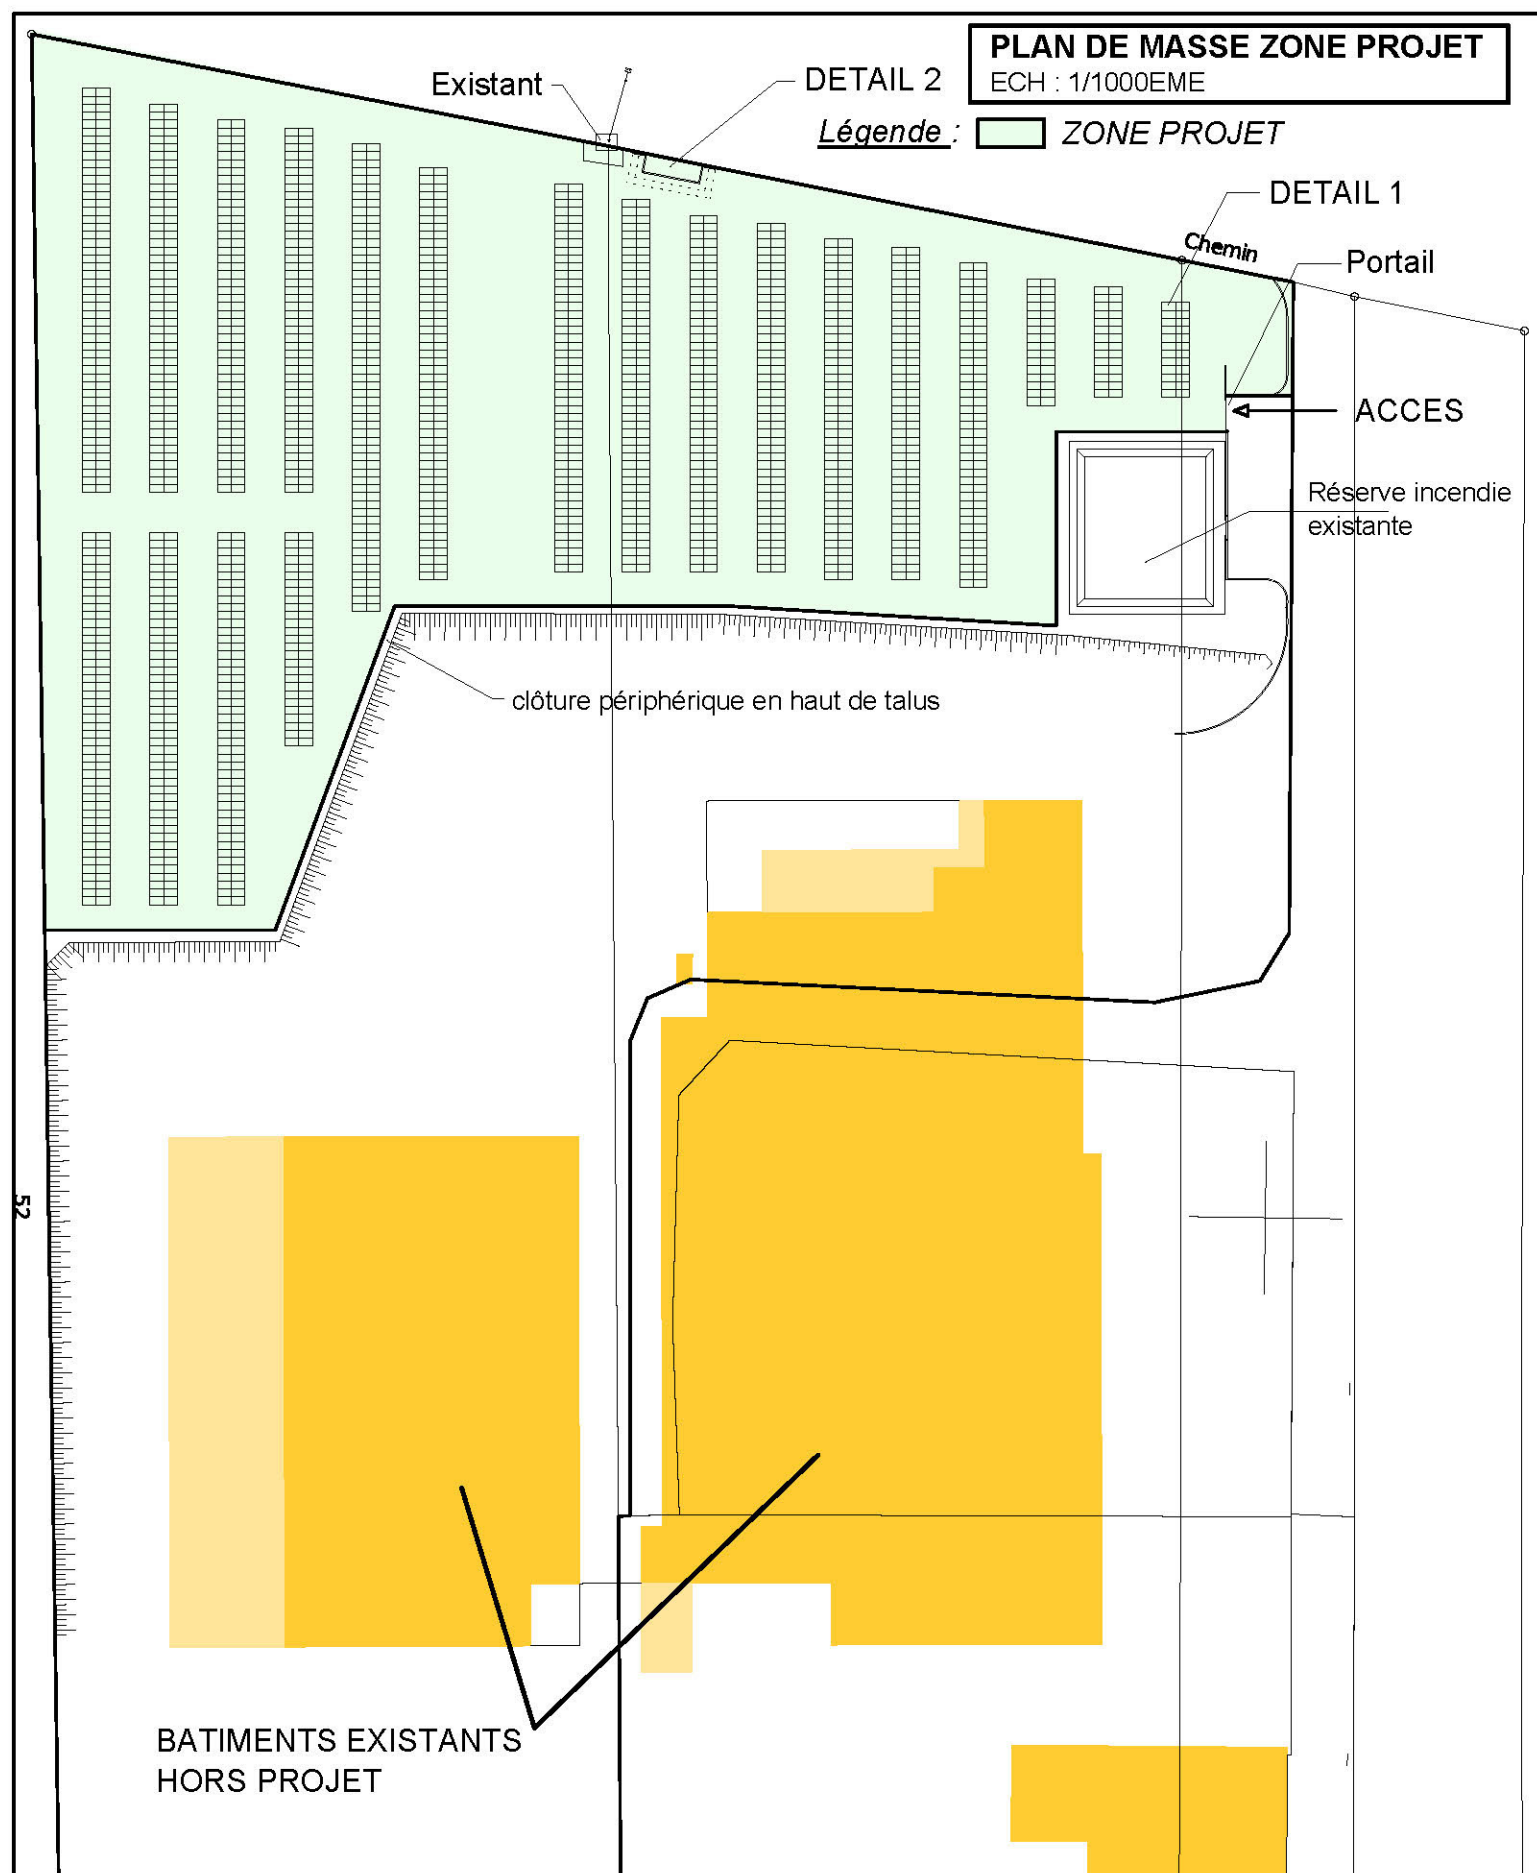 PLAN DE MASSE ZONE PROJET
ECH : 1/1000EME
Existant
DETAIL 2
Légende :
ZONE PROJET
DETAIL 1
Chemin
Portail
ACCES
Réserve incendie
existante
clôture périphérique en haut de talus
52
BATIMENTS EXISTANTS
HORS PROJET